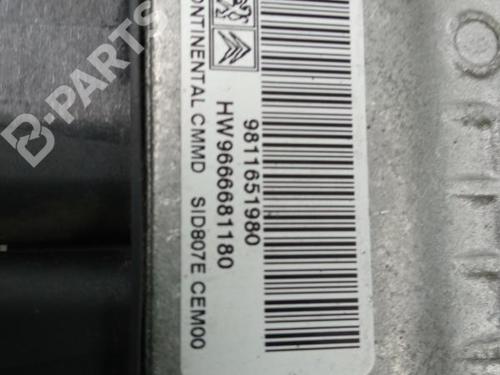 9811651980
HW9666681180
CONTINENTAL CMMD SID807E CEM00
B-PARTS